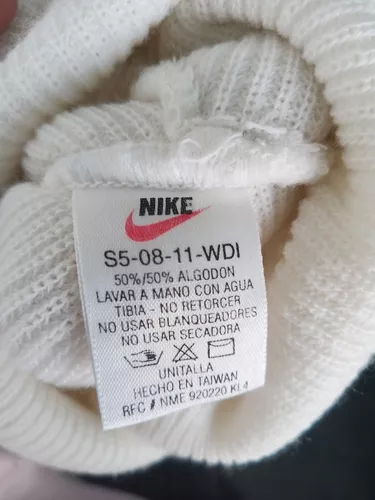 NIKE
S5-08-11-WDI
50%/50% ALGODON
LAVAR A MANO CON AGUA
TIBIA - NO RETORCER
NO USAR BLANQUEADORES
NO USAR SECADORA
UNITALLA
HECHO EN TAIWAN
RFC # NME 920220 KL4